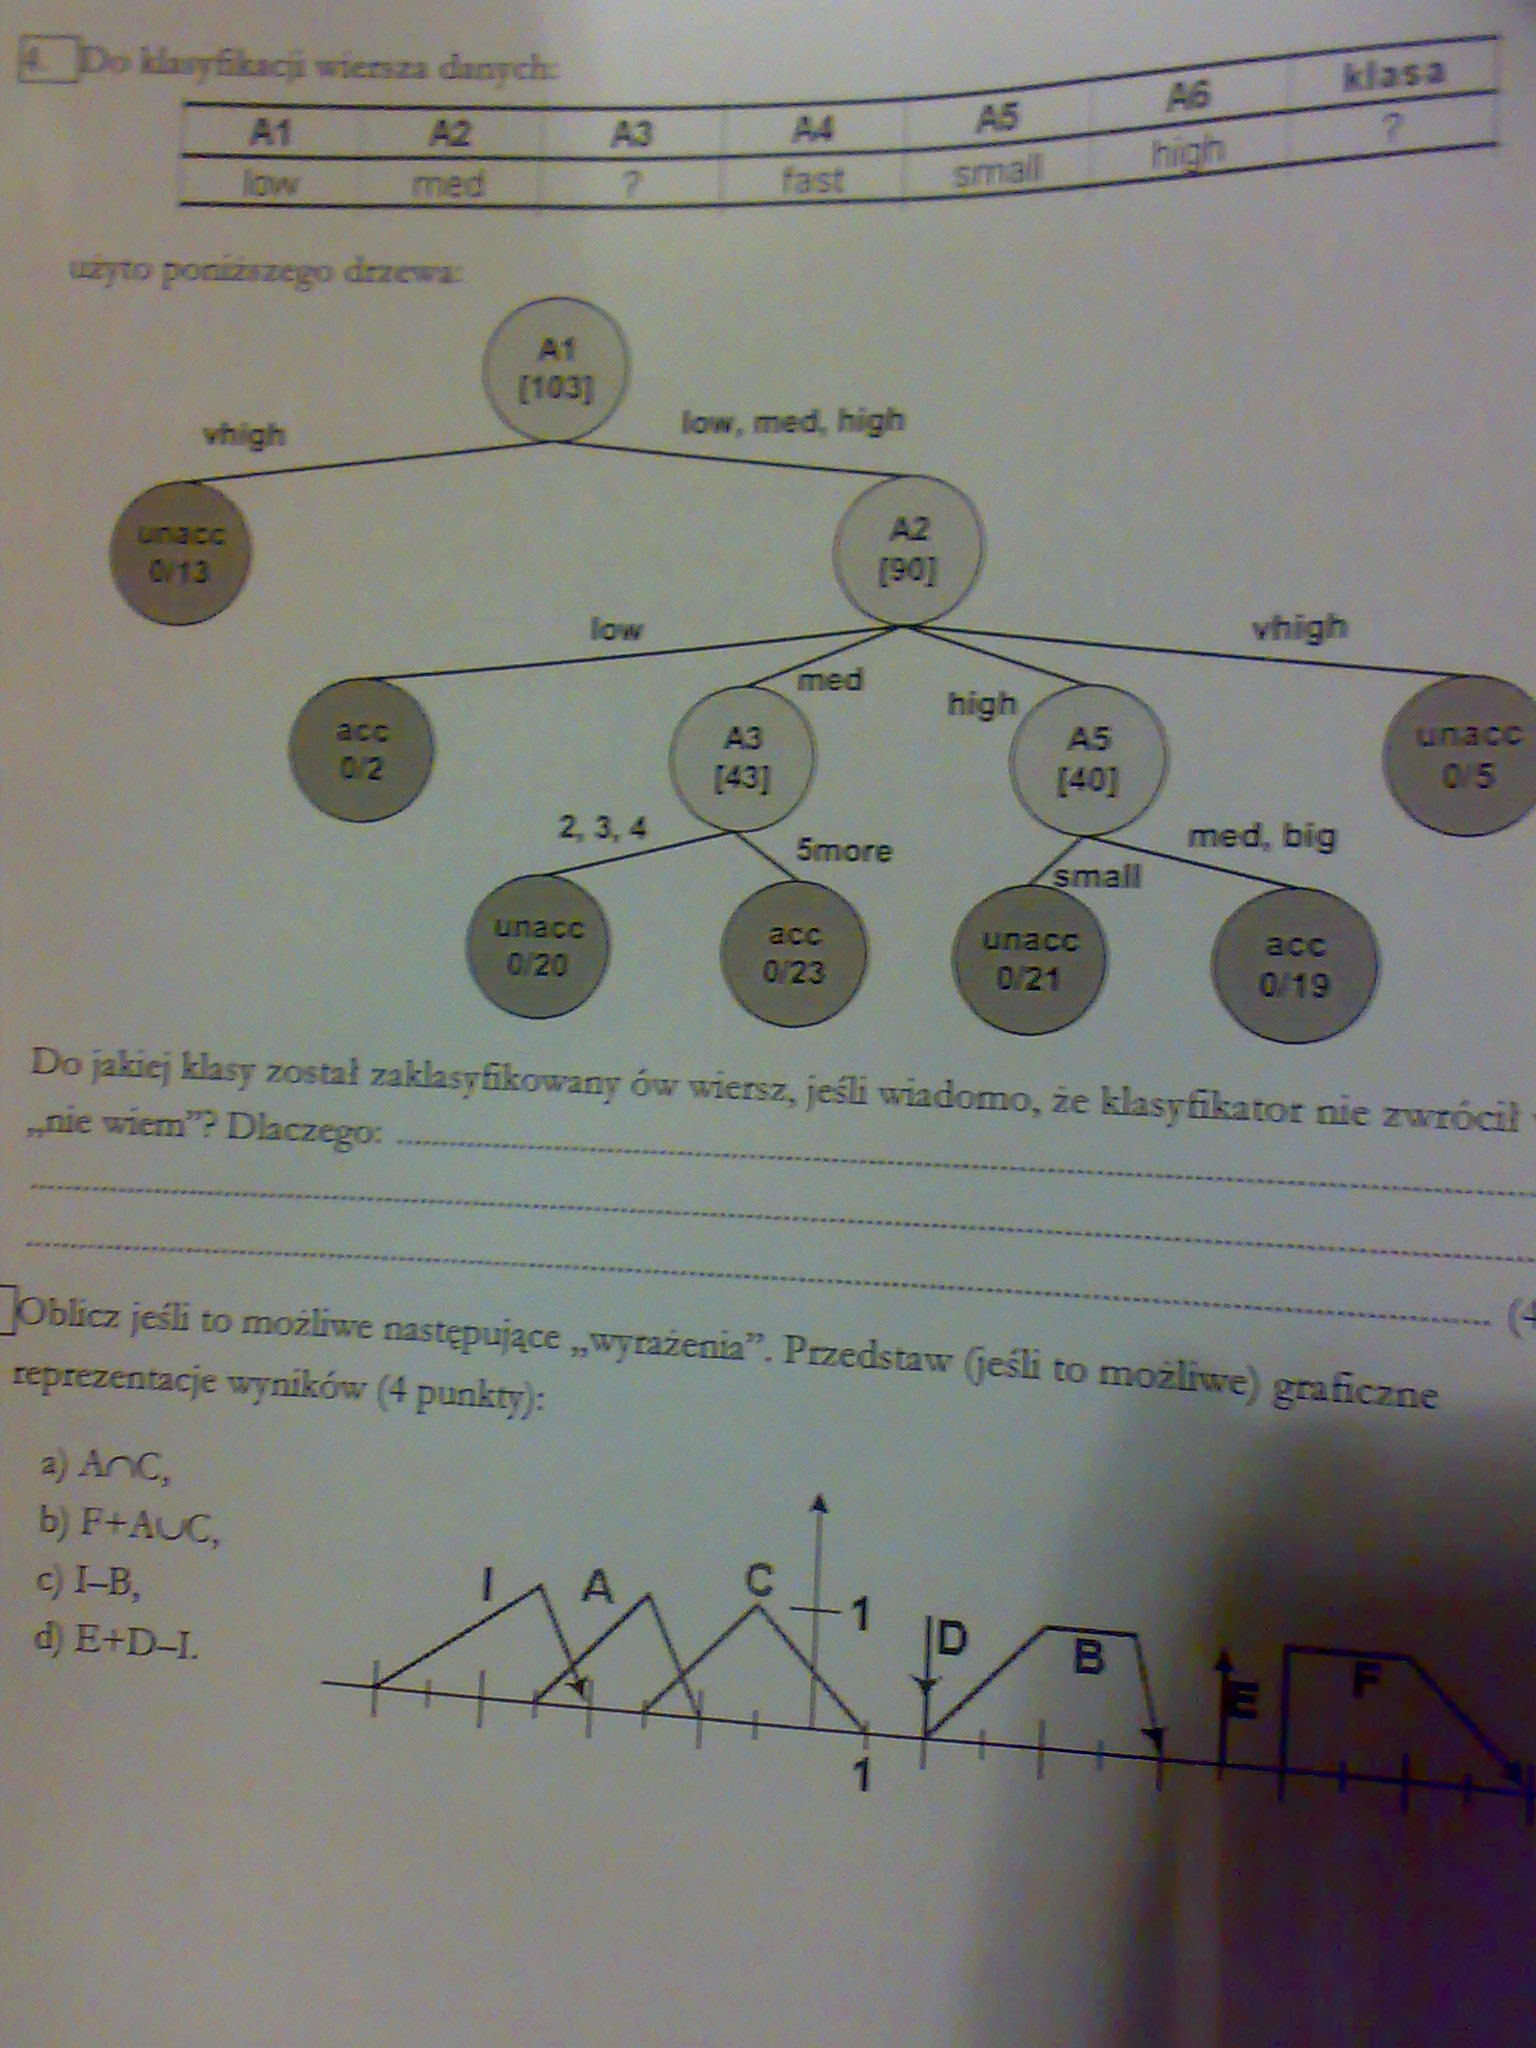 4. Do klasyfikacji wiersza danych:
A1 A2 A3 A4 A5 A6 klasa
low med ? fast small high ?
użyto poniższego drzewa:
A1
[103]
vhigh low, med, high
unacc
0/13
A2
[90]
low med high vhigh
acc
0/2
A3
[43]
A5
[40]
unacc
0/5
2, 3, 4 5more small med, big
unacc
0/20
acc
0/23
unacc
0/21
acc
0/19
Do jakiej klasy został zaklasyfikowany ów wiersz, jeśli wiadomo, że klasyfikator nie zwrócił
„nie wiem”? Dlaczego:
(4
Oblicz jeśli to możliwe następujące „wyrażenia”. Przedstaw (jeśli to możliwe) graficzne
reprezentacje wyników (4 punkty):
a) A∩C,
b) F+A∪C,
c) I–B,
d) E+D–I.
I A C 1 D B E F
1